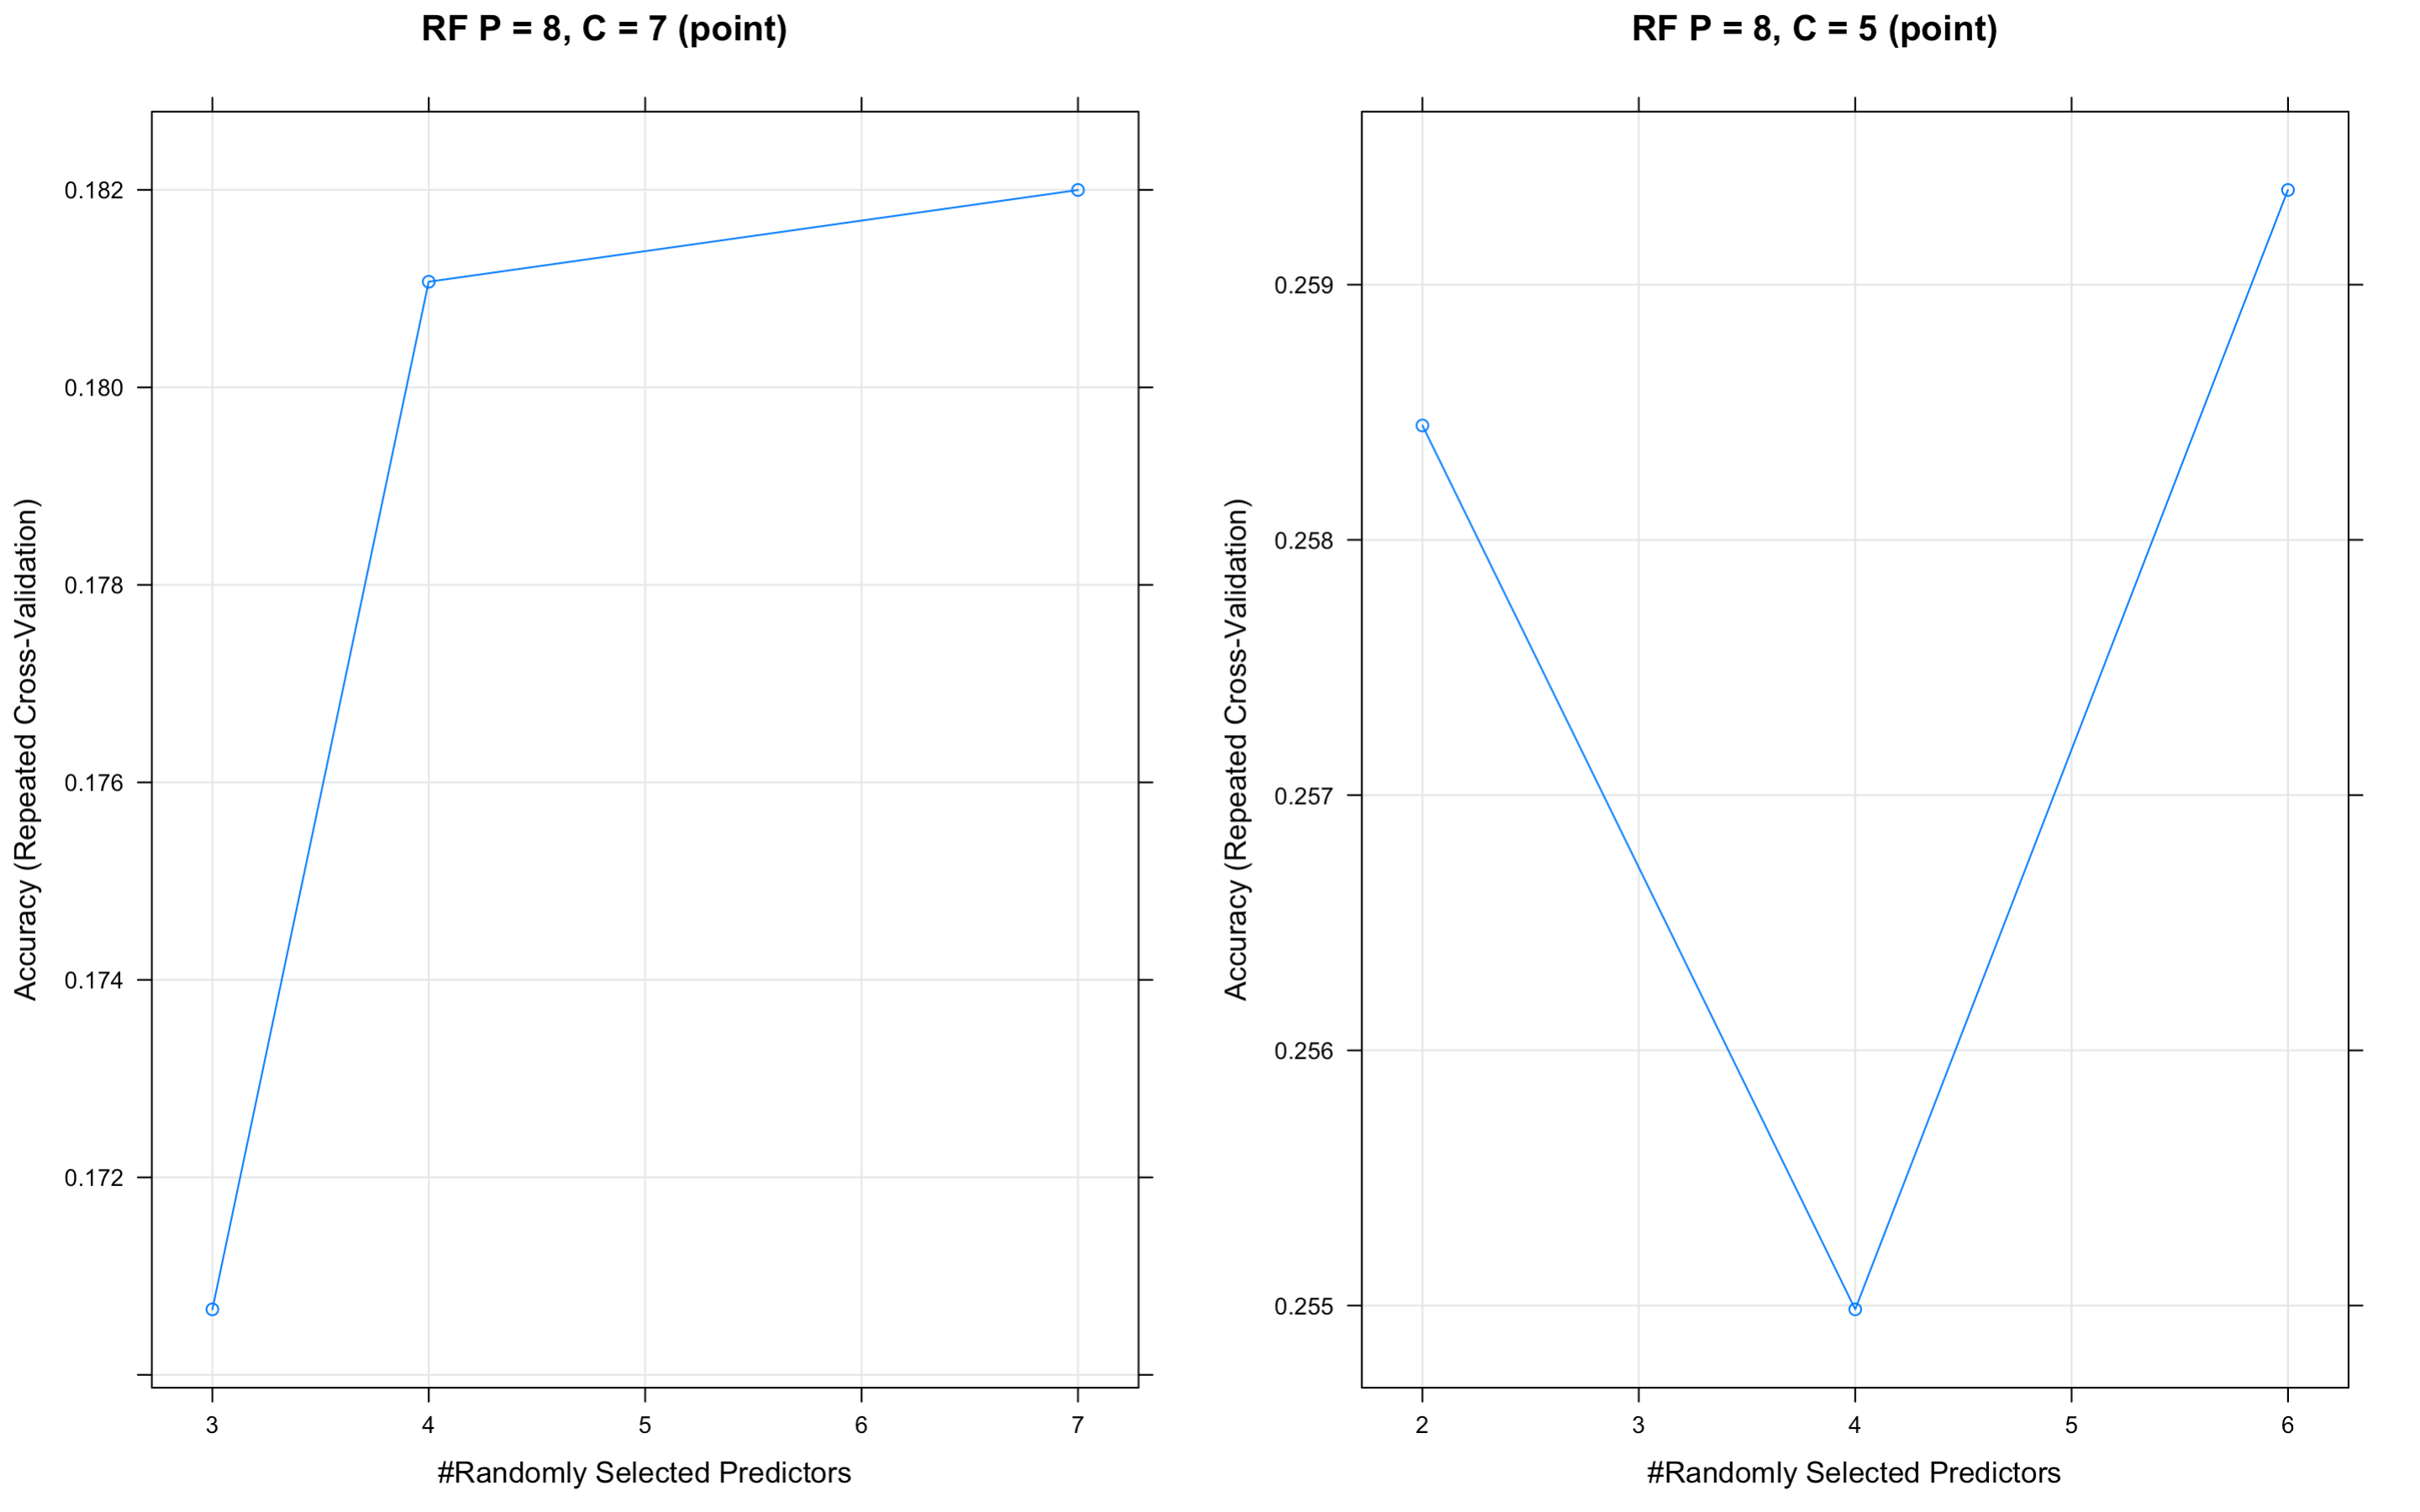 RF P = 8, C = 7 (point)
Accuracy (Repeated Cross-Validation)
0.182
0.180
0.178
0.176
0.174
0.172
3 4 5 6 7
#Randomly Selected Predictors
RF P = 8, C = 5 (point)
Accuracy (Repeated Cross-Validation)
0.259
0.258
0.257
0.256
0.255
2 3 4 5 6
#Randomly Selected Predictors